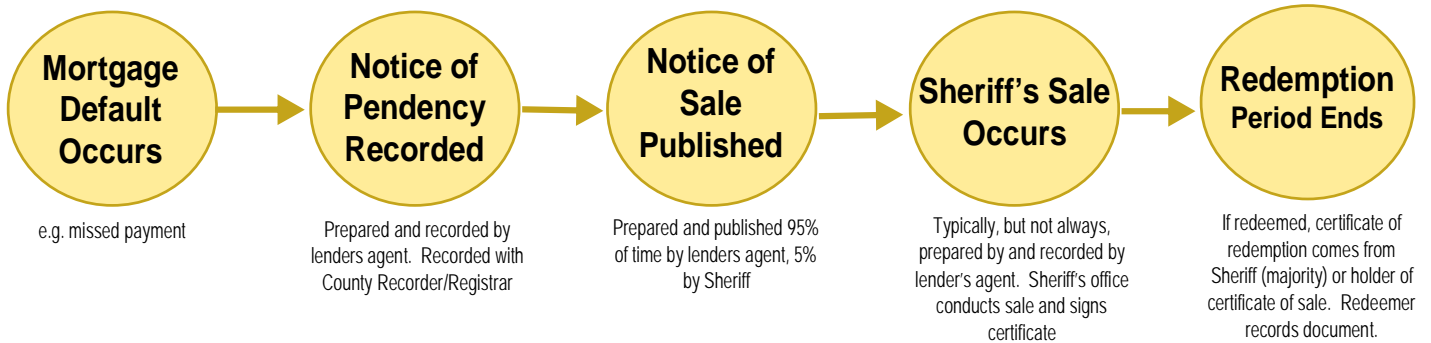 Mortgage
Default
Occurs
e.g. missed payment
Notice of
Pendency
Recorded
Prepared and recorded by
lenders agent.  Recorded with
County Recorder/Registrar
Notice of
Sale
Published
Prepared and published 95%
of time by lenders agent, 5%
by Sheriff
Sheriff's Sale
Occurs
Typically, but not always,
prepared by and recorded by
lender's agent.  Sheriff's office
conducts sale and signs
certificate
Redemption
Period Ends
If redeemed, certificate of
redemption comes from
Sheriff (majority) or holder of
certificate of sale.  Redeemer
records document.